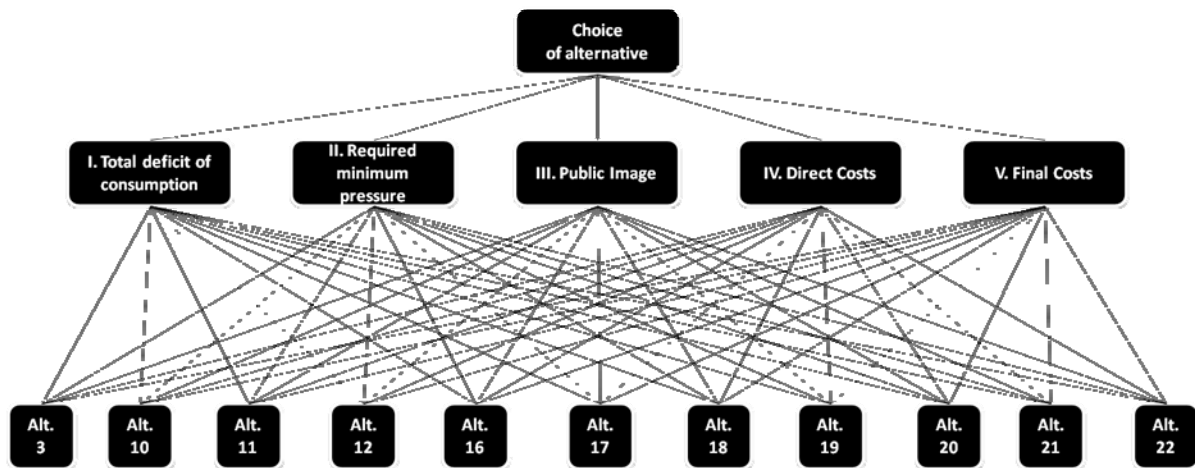 Choice
of alternative
I. Total deficit of
consumption
II. Required
minimum
pressure
III. Public Image
IV. Direct Costs
V. Final Costs
Alt.
3
Alt.
10
Alt.
11
Alt.
12
Alt.
16
Alt.
17
Alt.
18
Alt.
19
Alt.
20
Alt.
21
Alt.
22